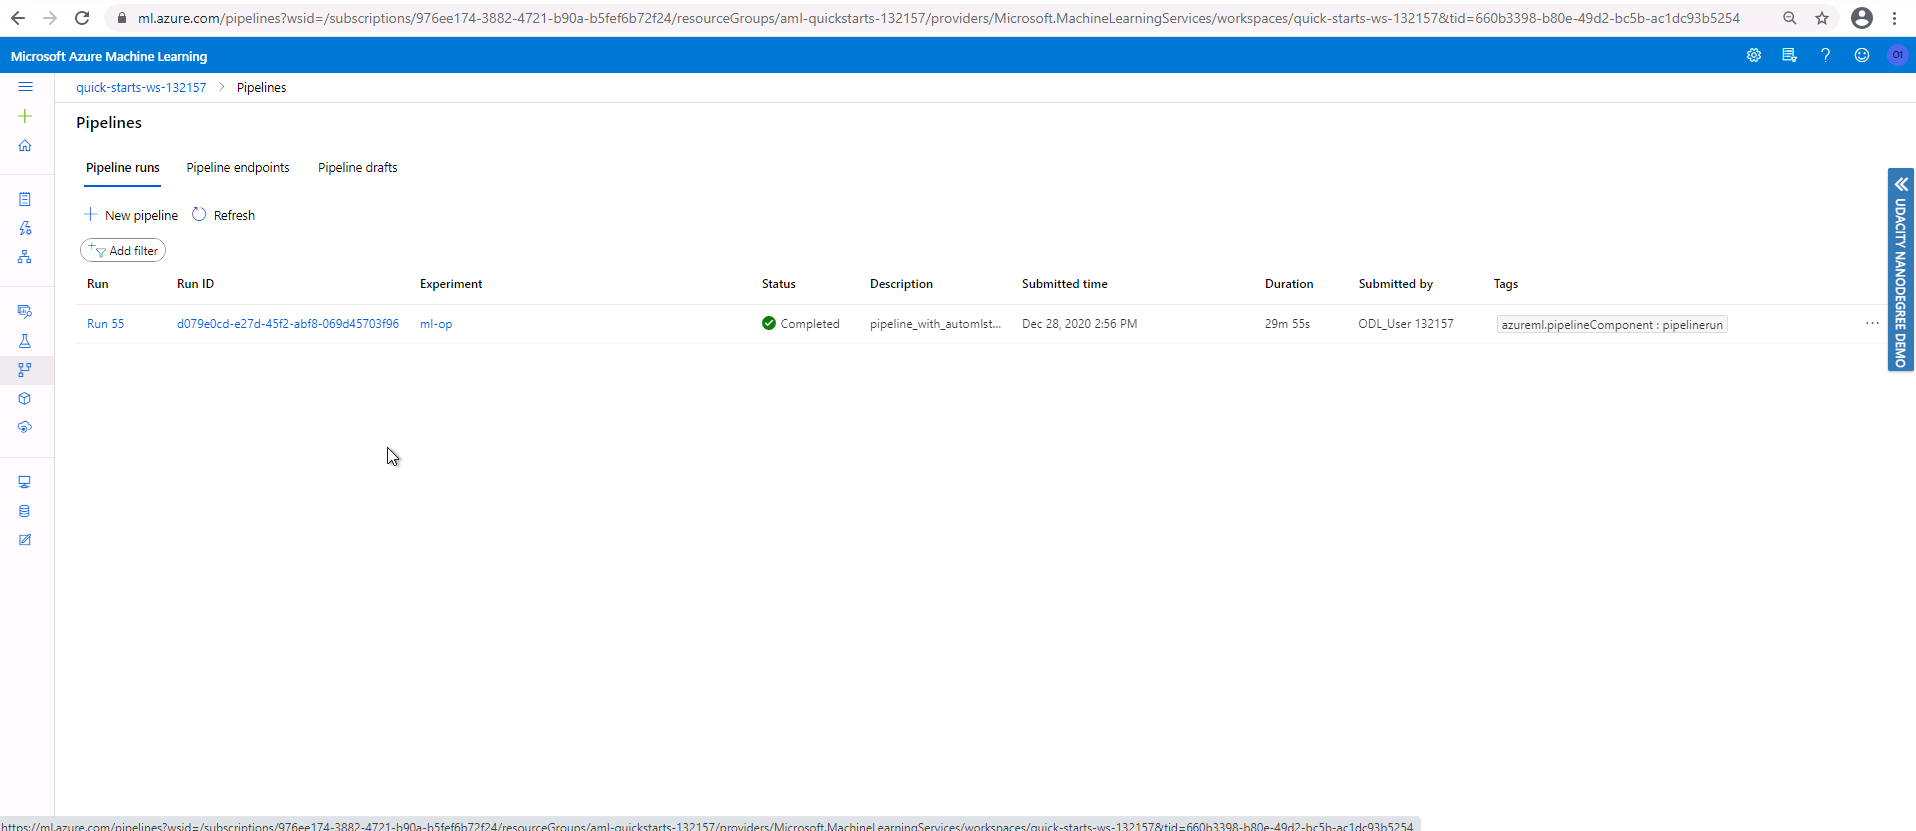 ml.azure.com/pipelines?wsid=/subscriptions/976ee174-3882-4721-b90a-b5fef6b72f24/resourceGroups/aml-quickstarts-132157/providers/Microsoft.MachineLearningServices/workspaces/quick-starts-ws-132157&tid=660b3398-b80e-49d2-bc5b-ac1dc93b5254
Microsoft Azure Machine Learning
O1
quick-starts-ws-132157 > Pipelines
Pipelines
Pipeline runs Pipeline endpoints Pipeline drafts
New pipeline Refresh
Add filter
Run Run ID Experiment Status Description Submitted time Duration Submitted by Tags
Run 55 d079e0cd-e27d-45f2-abf8-069d45703f96 ml-op Completed pipeline_with_automlst... Dec 28, 2020 2:56 PM 29m 55s ODL_User 132157 azureml.pipelineComponent : pipelinerun ...
UDACITY NANODEGREE DEMO
https://ml.azure.com/pipelines?wsid=/subscriptions/976ee174-3882-4721-b90a-b5fef6b72f24/resourceGroups/aml-quickstarts-132157/providers/Microsoft.MachineLearningServices/workspaces/quick-starts-ws-132157&tid=660b3398-b80e-49d2-bc5b-ac1dc93b5254